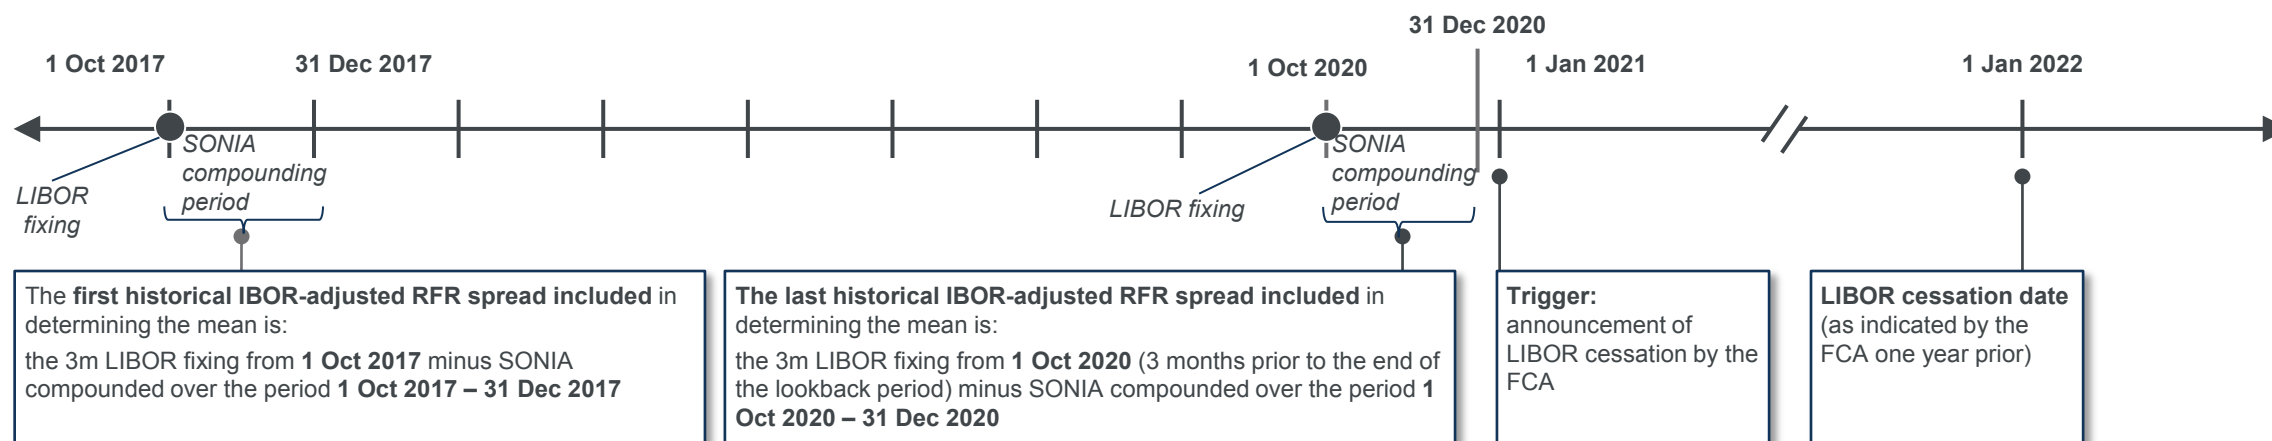 31 Dec 2020
1 Oct 2017
31 Dec 2017
1 Oct 2020
1 Jan 2021
1 Jan 2022
SONIA
compounding
period
LIBOR
fixing
SONIA
compounding
period
LIBOR fixing
The first historical IBOR-adjusted RFR spread included in
determining the mean is:
the 3m LIBOR fixing from 1 Oct 2017 minus SONIA
compounded over the period 1 Oct 2017 – 31 Dec 2017
The last historical IBOR-adjusted RFR spread included in
determining the mean is:
the 3m LIBOR fixing from 1 Oct 2020 (3 months prior to the end of
the lookback period) minus SONIA compounded over the period 1
Oct 2020 – 31 Dec 2020
Trigger:
announcement of
LIBOR cessation by the
FCA
LIBOR cessation date
(as indicated by the
FCA one year prior)